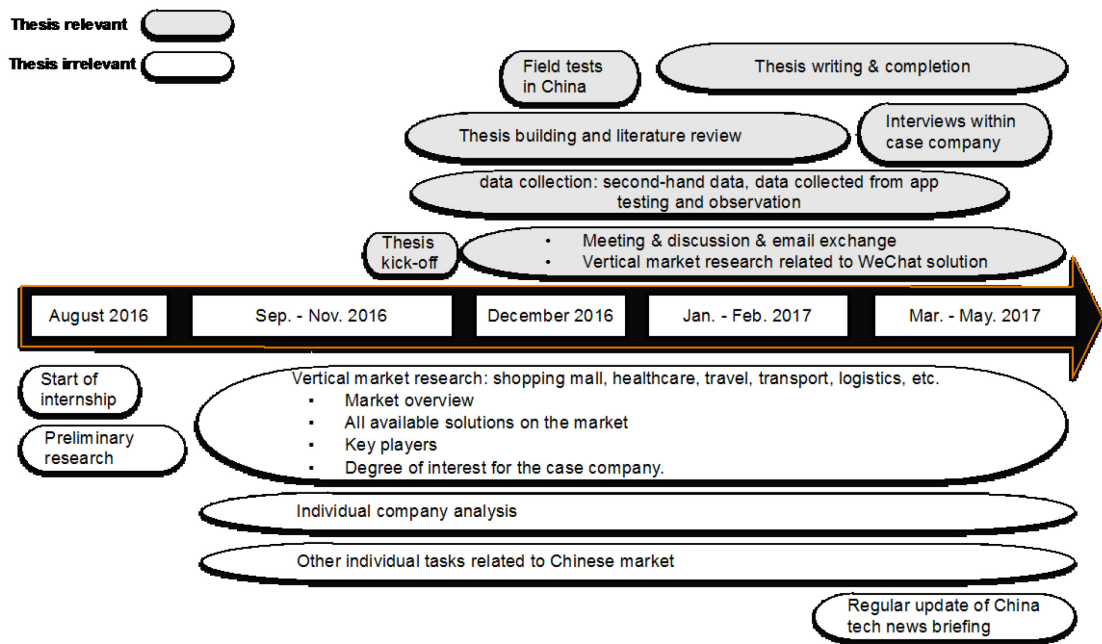 Thesis relevant
Thesis irrelevant
Field tests
in China
Thesis writing & completion
Thesis building and literature review
Interviews within
case company
data collection: second-hand data, data collected from app
testing and observation
Thesis
kick-off
• Meeting & discussion & email exchange
• Vertical market research related to WeChat solution
August 2016
Sep. - Nov. 2016
December 2016
Jan. - Feb. 2017
Mar. - May. 2017
Start of
internship
Preliminary
research
Vertical market research: shopping mall, healthcare, travel, transport, logistics, etc.
▪ Market overview
▪ All available solutions on the market
▪ Key players
▪ Degree of interest for the case company.
Individual company analysis
Other individual tasks related to Chinese market
Regular update of China
tech news briefing